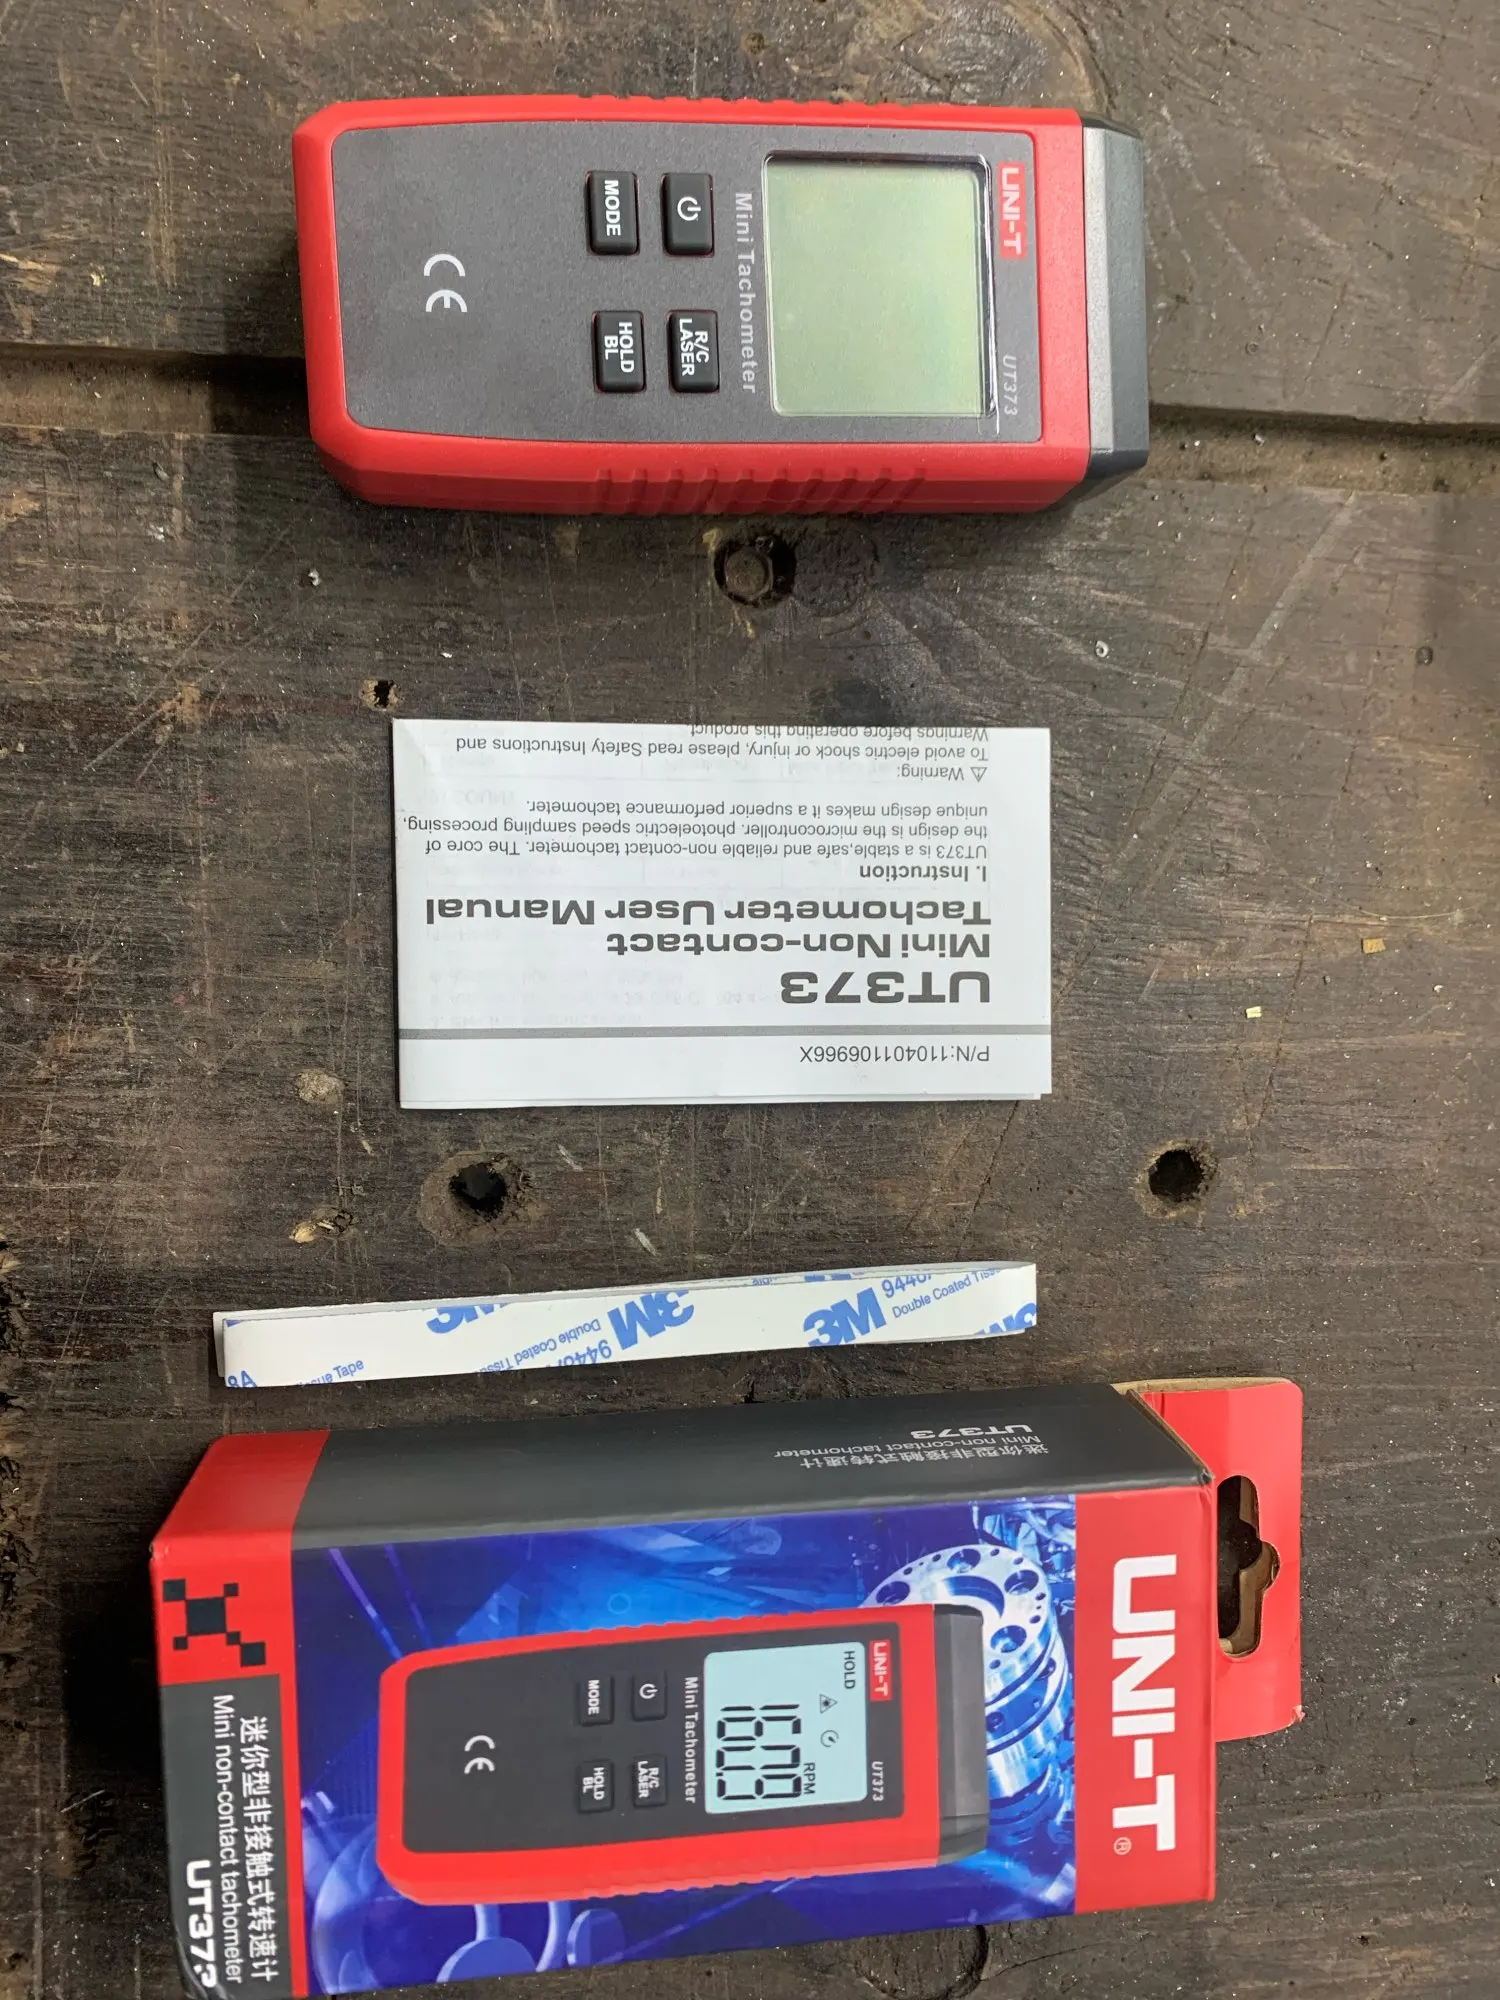 UNI-T
UT373
Mini Tachometer
MODE
R/C
LASER
HOLD
BL
CE
P/N:110401106966X
UT373
Mini Non-contact
Tachometer User Manual
I. Instruction
UT373 is a stable,safe and reliable non-contact tachometer. The core of
the design is the microcontroller. photoelectric speed sampling processing,
unique design makes it a superior performance tachometer.
⚠ Warning:
To avoid electric shock or injury, please read Safety Instructions and
Warnings before operating this product
3M
3M
Double Coated
3M
Double Coated
8A
Tape
迷你型非接触式转速计
Mini non-contact tachometer
UT373
UNI-T®
UNI-T
UT373
HOLD
RPM
Mini Tachometer
MODE
R/C
LASER
HOLD
BL
CE
迷你型非接触式转速计
Mini non-contact tachometer
UT373